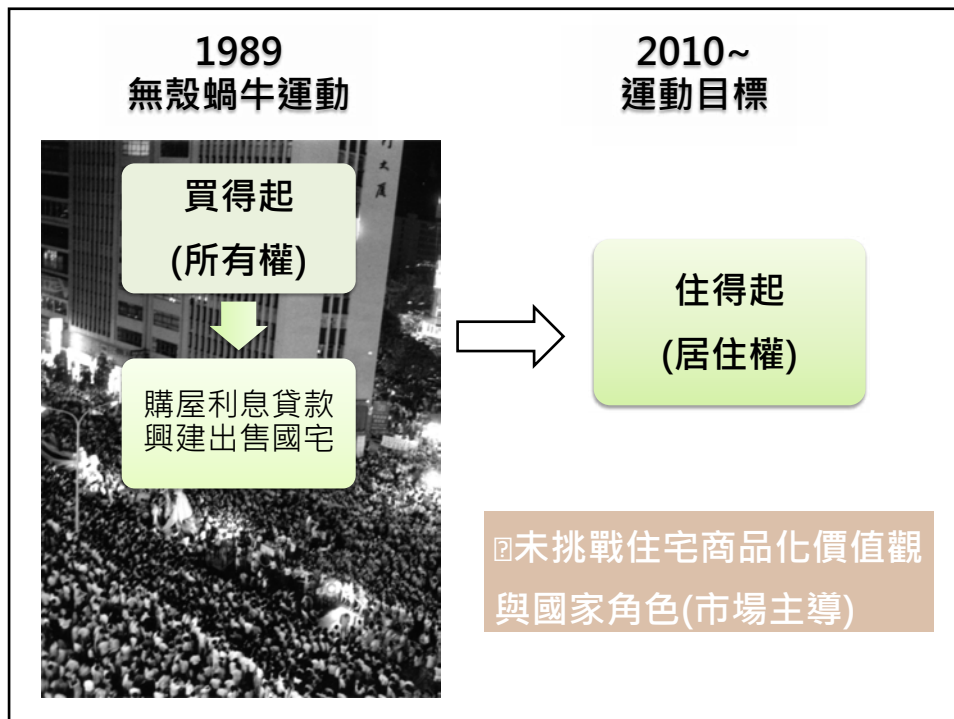 1989
無殼蝸牛運動
2010~
運動目標
買得起
(所有權)
購屋利息貸款
興建出售國宅
住得起
(居住權)
未挑戰住宅商品化價值觀
與國家角色(市場主導)